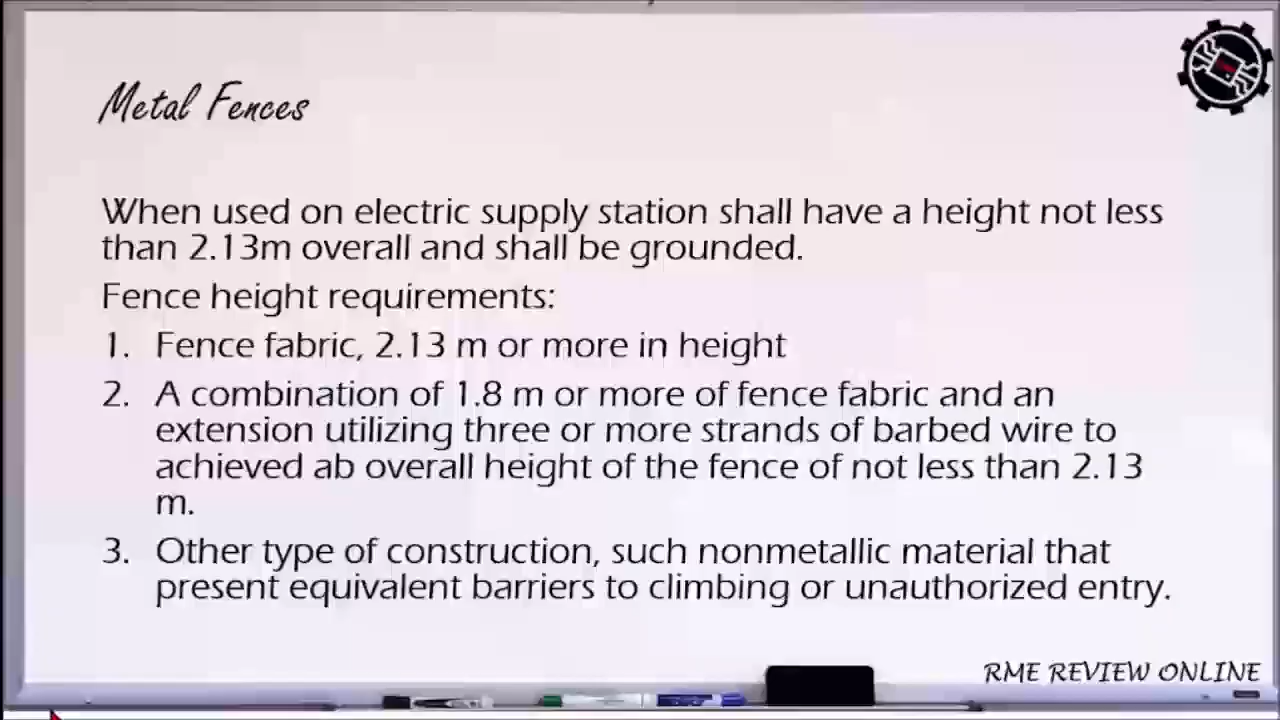 Metal Fences
When used on electric supply station shall have a height not less
than 2.13m overall and shall be grounded.
Fence height requirements:
1. Fence fabric, 2.13 m or more in height
2. A combination of 1.8 m or more of fence fabric and an
extension utilizing three or more strands of barbed wire to
achieved ab overall height of the fence of not less than 2.13
m.
3. Other type of construction, such nonmetallic material that
present equivalent barriers to climbing or unauthorized entry.
RME REVIEW ONLINE